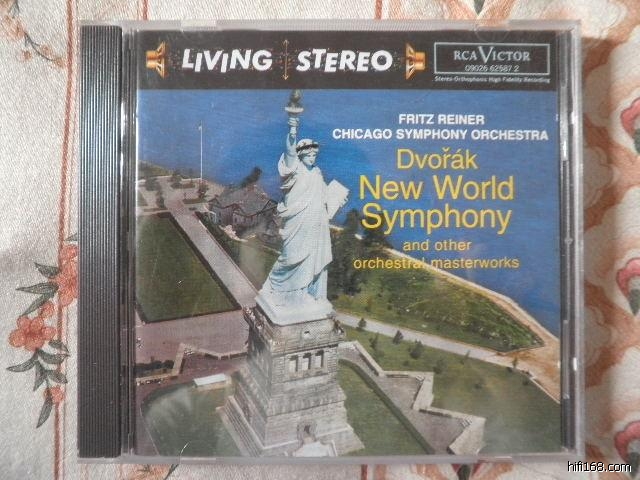 LIVING STEREO
RCA VICTOR
09026 62587 2
Stereo-Orthophonic High Fidelity Recording
FRITZ REINER
CHICAGO SYMPHONY ORCHESTRA
Dvořák
New World
Symphony
and other
orchestral masterworks
hifi168.com